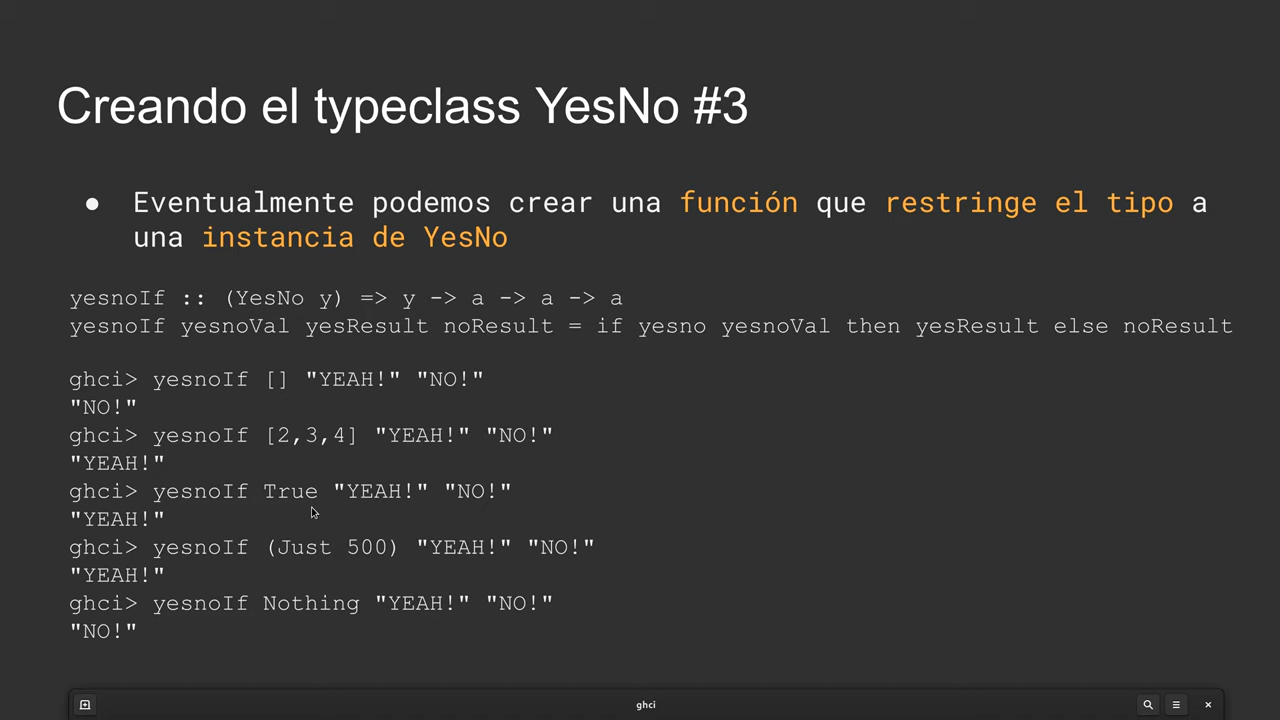 Creando el typeclass YesNo #3
● Eventualmente podemos crear una función que restringe el tipo a
una instancia de YesNo
yesnoIf :: (YesNo y) => y -> a -> a -> a
yesnoIf yesnoVal yesResult noResult = if yesno yesnoVal then yesResult else noResult
ghci> yesnoIf [] "YEAH!" "NO!"
"NO!"
ghci> yesnoIf [2,3,4] "YEAH!" "NO!"
"YEAH!"
ghci> yesnoIf True "YEAH!" "NO!"
"YEAH!"
ghci> yesnoIf (Just 500) "YEAH!" "NO!"
"YEAH!"
ghci> yesnoIf Nothing "YEAH!" "NO!"
"NO!"
ghci